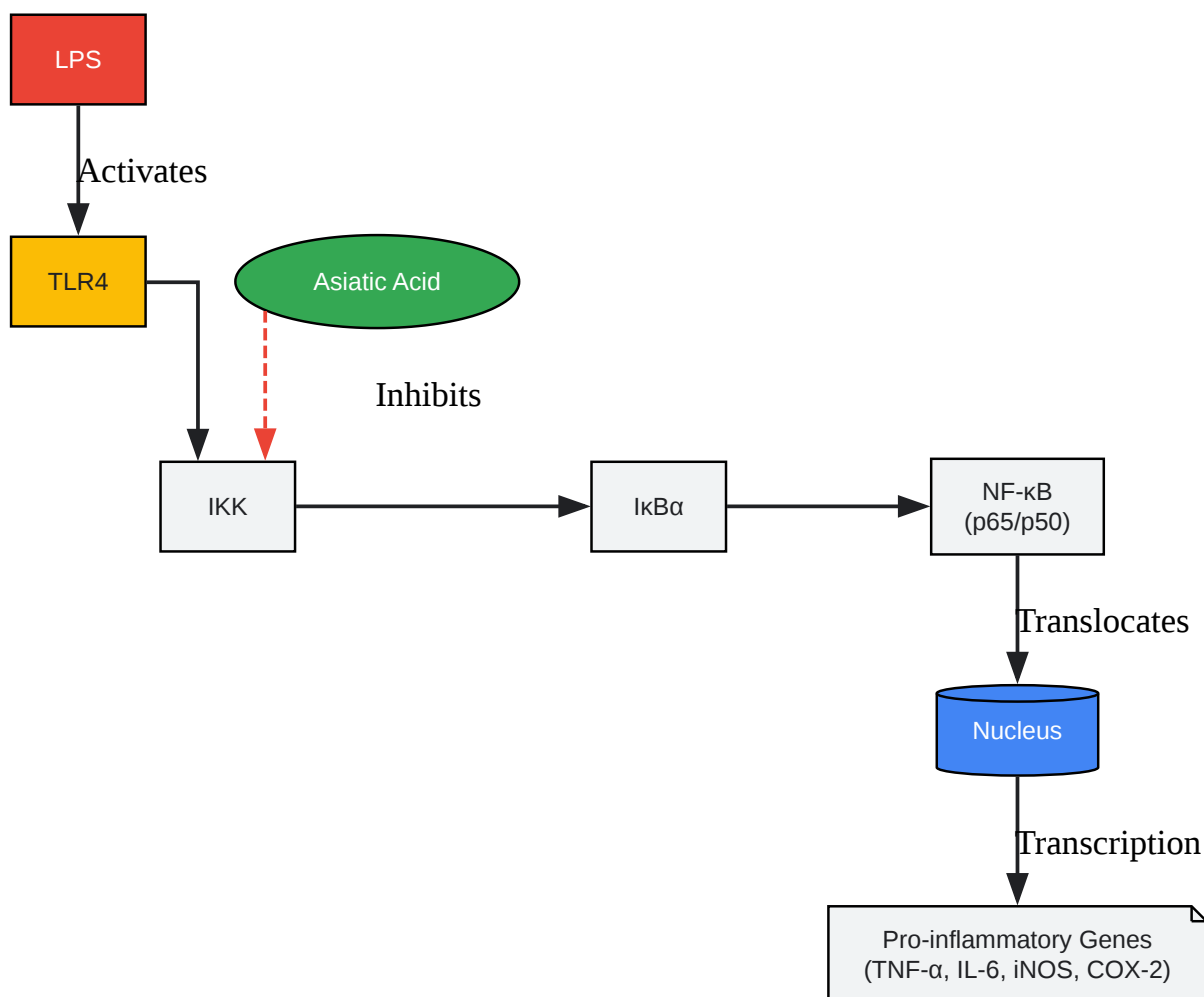 LPS
Activates
TLR4
Asiatic Acid
Inhibits
IKK
IκBα
NF-κB
(p65/p50)
Translocates
Nucleus
Transcription
Pro-inflammatory Genes
(TNF-α, IL-6, iNOS, COX-2)